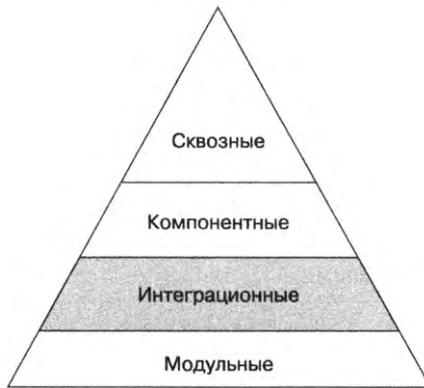 Сквозные
Компонентные
Интеграционные
Модульные